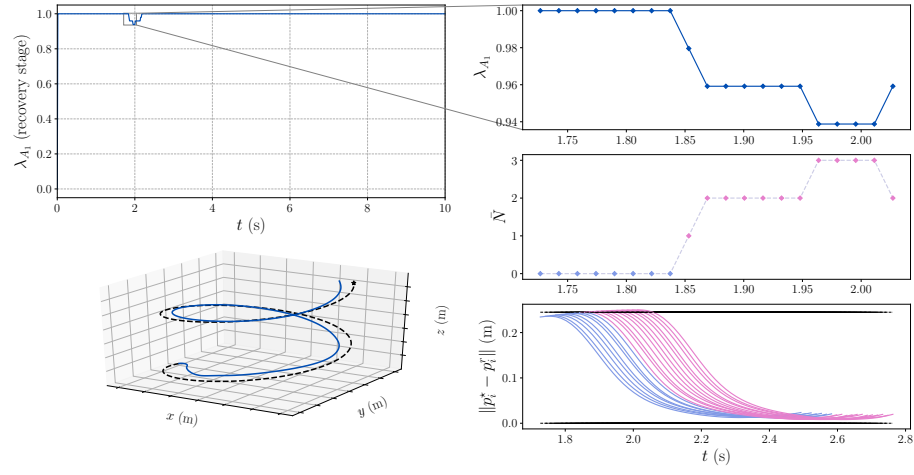 λ_{A_1} (recovery stage)
1.0
0.8
0.6
0.4
0.2
0.0
0 2 4 6 8 10
t (s)
λ_{A_1}
1.00
0.98
0.96
0.94
1.75 1.80 1.85 1.90 1.95 2.00
N̄
3
2
1
0
1.75 1.80 1.85 1.90 1.95 2.00
x (m)
y (m)
z (m)
||p_i^⋆ − p_i^r|| (m)
0.2
0.1
0.0
1.8 2.0 2.2 2.4 2.6 2.8
t (s)